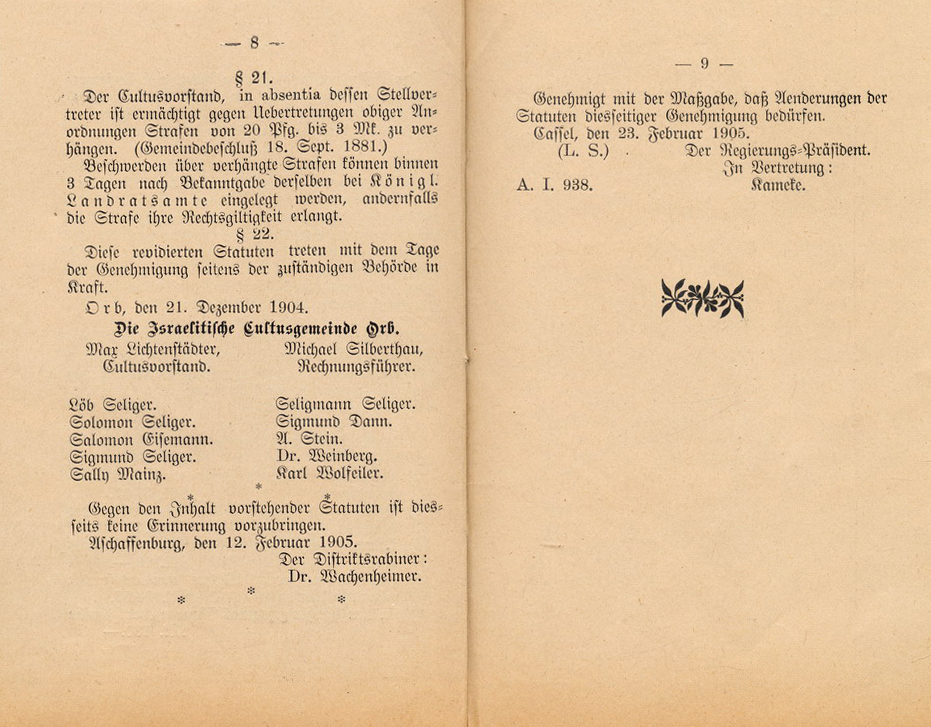 — 8 —
§ 21.
Der Cultusvorstand, in absentia dessen Stellver-
treter ist ermächtigt gegen Uebertretungen obiger An-
ordnungen Strafen von 20 Pfg. bis 3 Mk. zu ver-
hängen. (Gemeindebeschluß 18. Sept. 1881.)
Beschwerden über verhängte Strafen können binnen
3 Tagen nach Bekanntgabe derselben bei Königl.
Landratsamte eingelegt werden, andernfalls
die Strafe ihre Rechtsgiltigkeit erlangt.
§ 22.
Diese revidierten Statuten treten mit dem Tage
der Genehmigung seitens der zuständigen Behörde in
Kraft.
Orb, den 21. Dezember 1904.
Die Israelitische Cultusgemeinde Orb.
Max Lichtenstädter, Michael Silberthau,
Cultusvorstand. Rechnungsführer.
Löb Seliger. Seligmann Seliger.
Solomon Seliger. Sigmund Dann.
Salomon Eisemann. A. Stein.
Sigmund Seliger. Dr. Weinberg.
Sally Mainz. Karl Wolfeiler.
* * *
Gegen den Inhalt vorstehender Statuten ist dies-
seits keine Erinnerung vorzubringen.
Aschaffenburg, den 12. Februar 1905.
Der Distriktsrabiner:
Dr. Wachenheimer.
* * *
— 9 —
Genehmigt mit der Maßgabe, daß Aenderungen der
Statuten diesseitiger Genehmigung bedürfen.
Cassel, den 23. Februar 1905.
(L. S.) Der Regierungs-Präsident.
In Vertretung:
A. I. 938. Kameke.